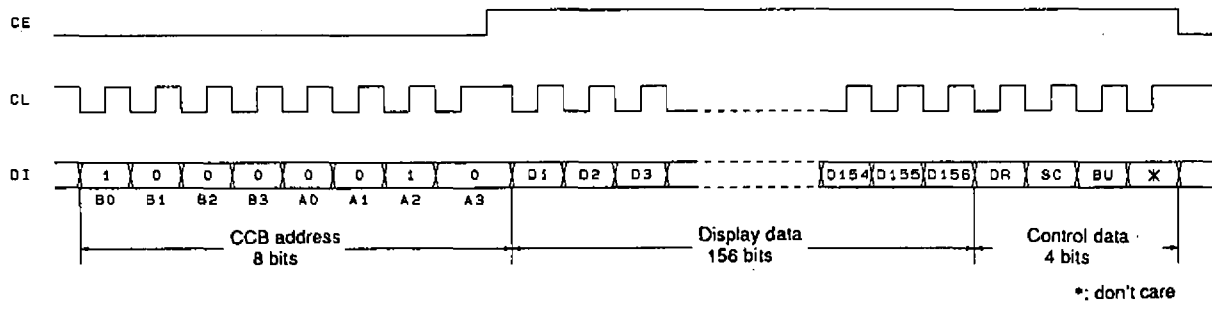 CE
CL
DI 1 0 0 0 0 0 1 0 D1 D2 D3 D154 D155 D156 DR SC BU *
B0 B1 B2 B3 A0 A1 A2 A3
CCB address Display data Control data
8 bits 156 bits 4 bits
*: don't care